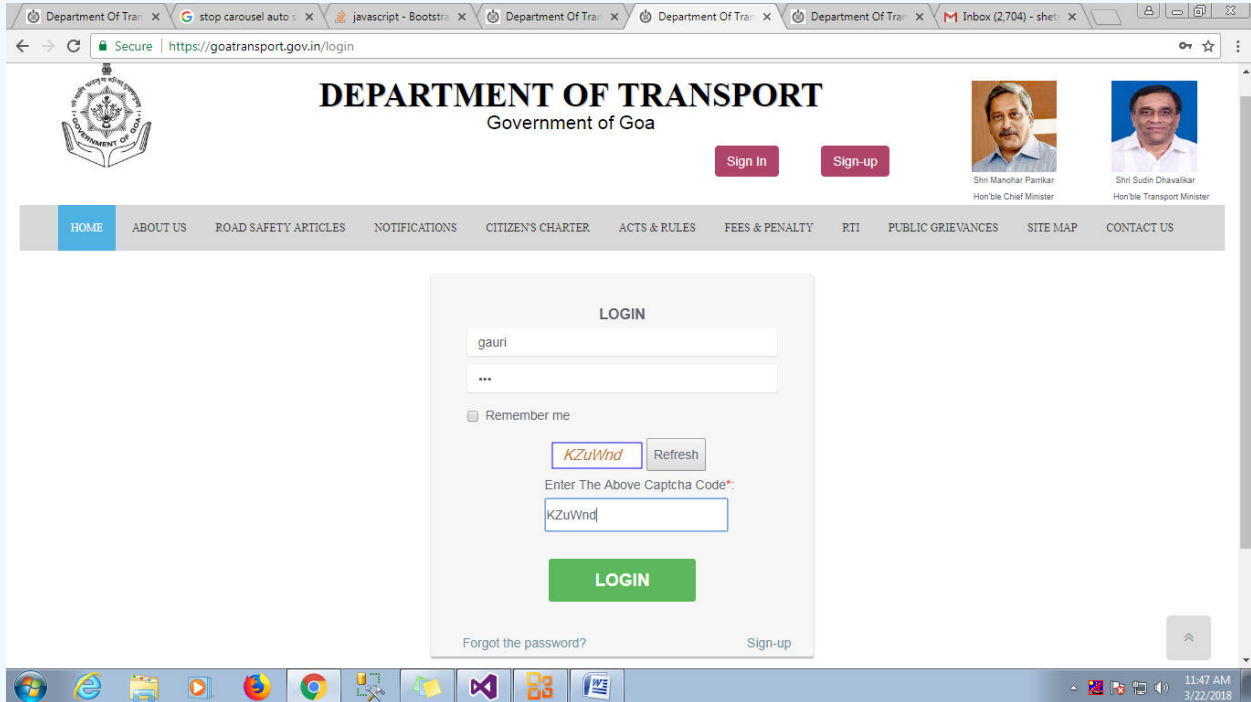 Department Of Tran
stop carousel auto s
javascript - Bootstra
Department Of Tran
Department Of Tran
Department Of Tran
Inbox (2,704) - shet
Secure | https://goatransport.gov.in/login
GOVERNMENT OF GOA
DEPARTMENT OF TRANSPORT
Government of Goa
Sign In
Sign-up
Shri Manohar Parrikar
Hon'ble Chief Minister
Shri Sudin Dhavalikar
Hon'ble Transport Minister
HOME ABOUT US ROAD SAFETY ARTICLES NOTIFICATIONS CITIZEN'S CHARTER ACTS & RULES FEES & PENALTY RTI PUBLIC GRIEVANCES SITE MAP CONTACT US
LOGIN
gauri
•••
Remember me
KZuWnd Refresh
Enter The Above Captcha Code*:
KZuWnd
LOGIN
Forgot the password? Sign-up
11:47 AM
3/22/2018